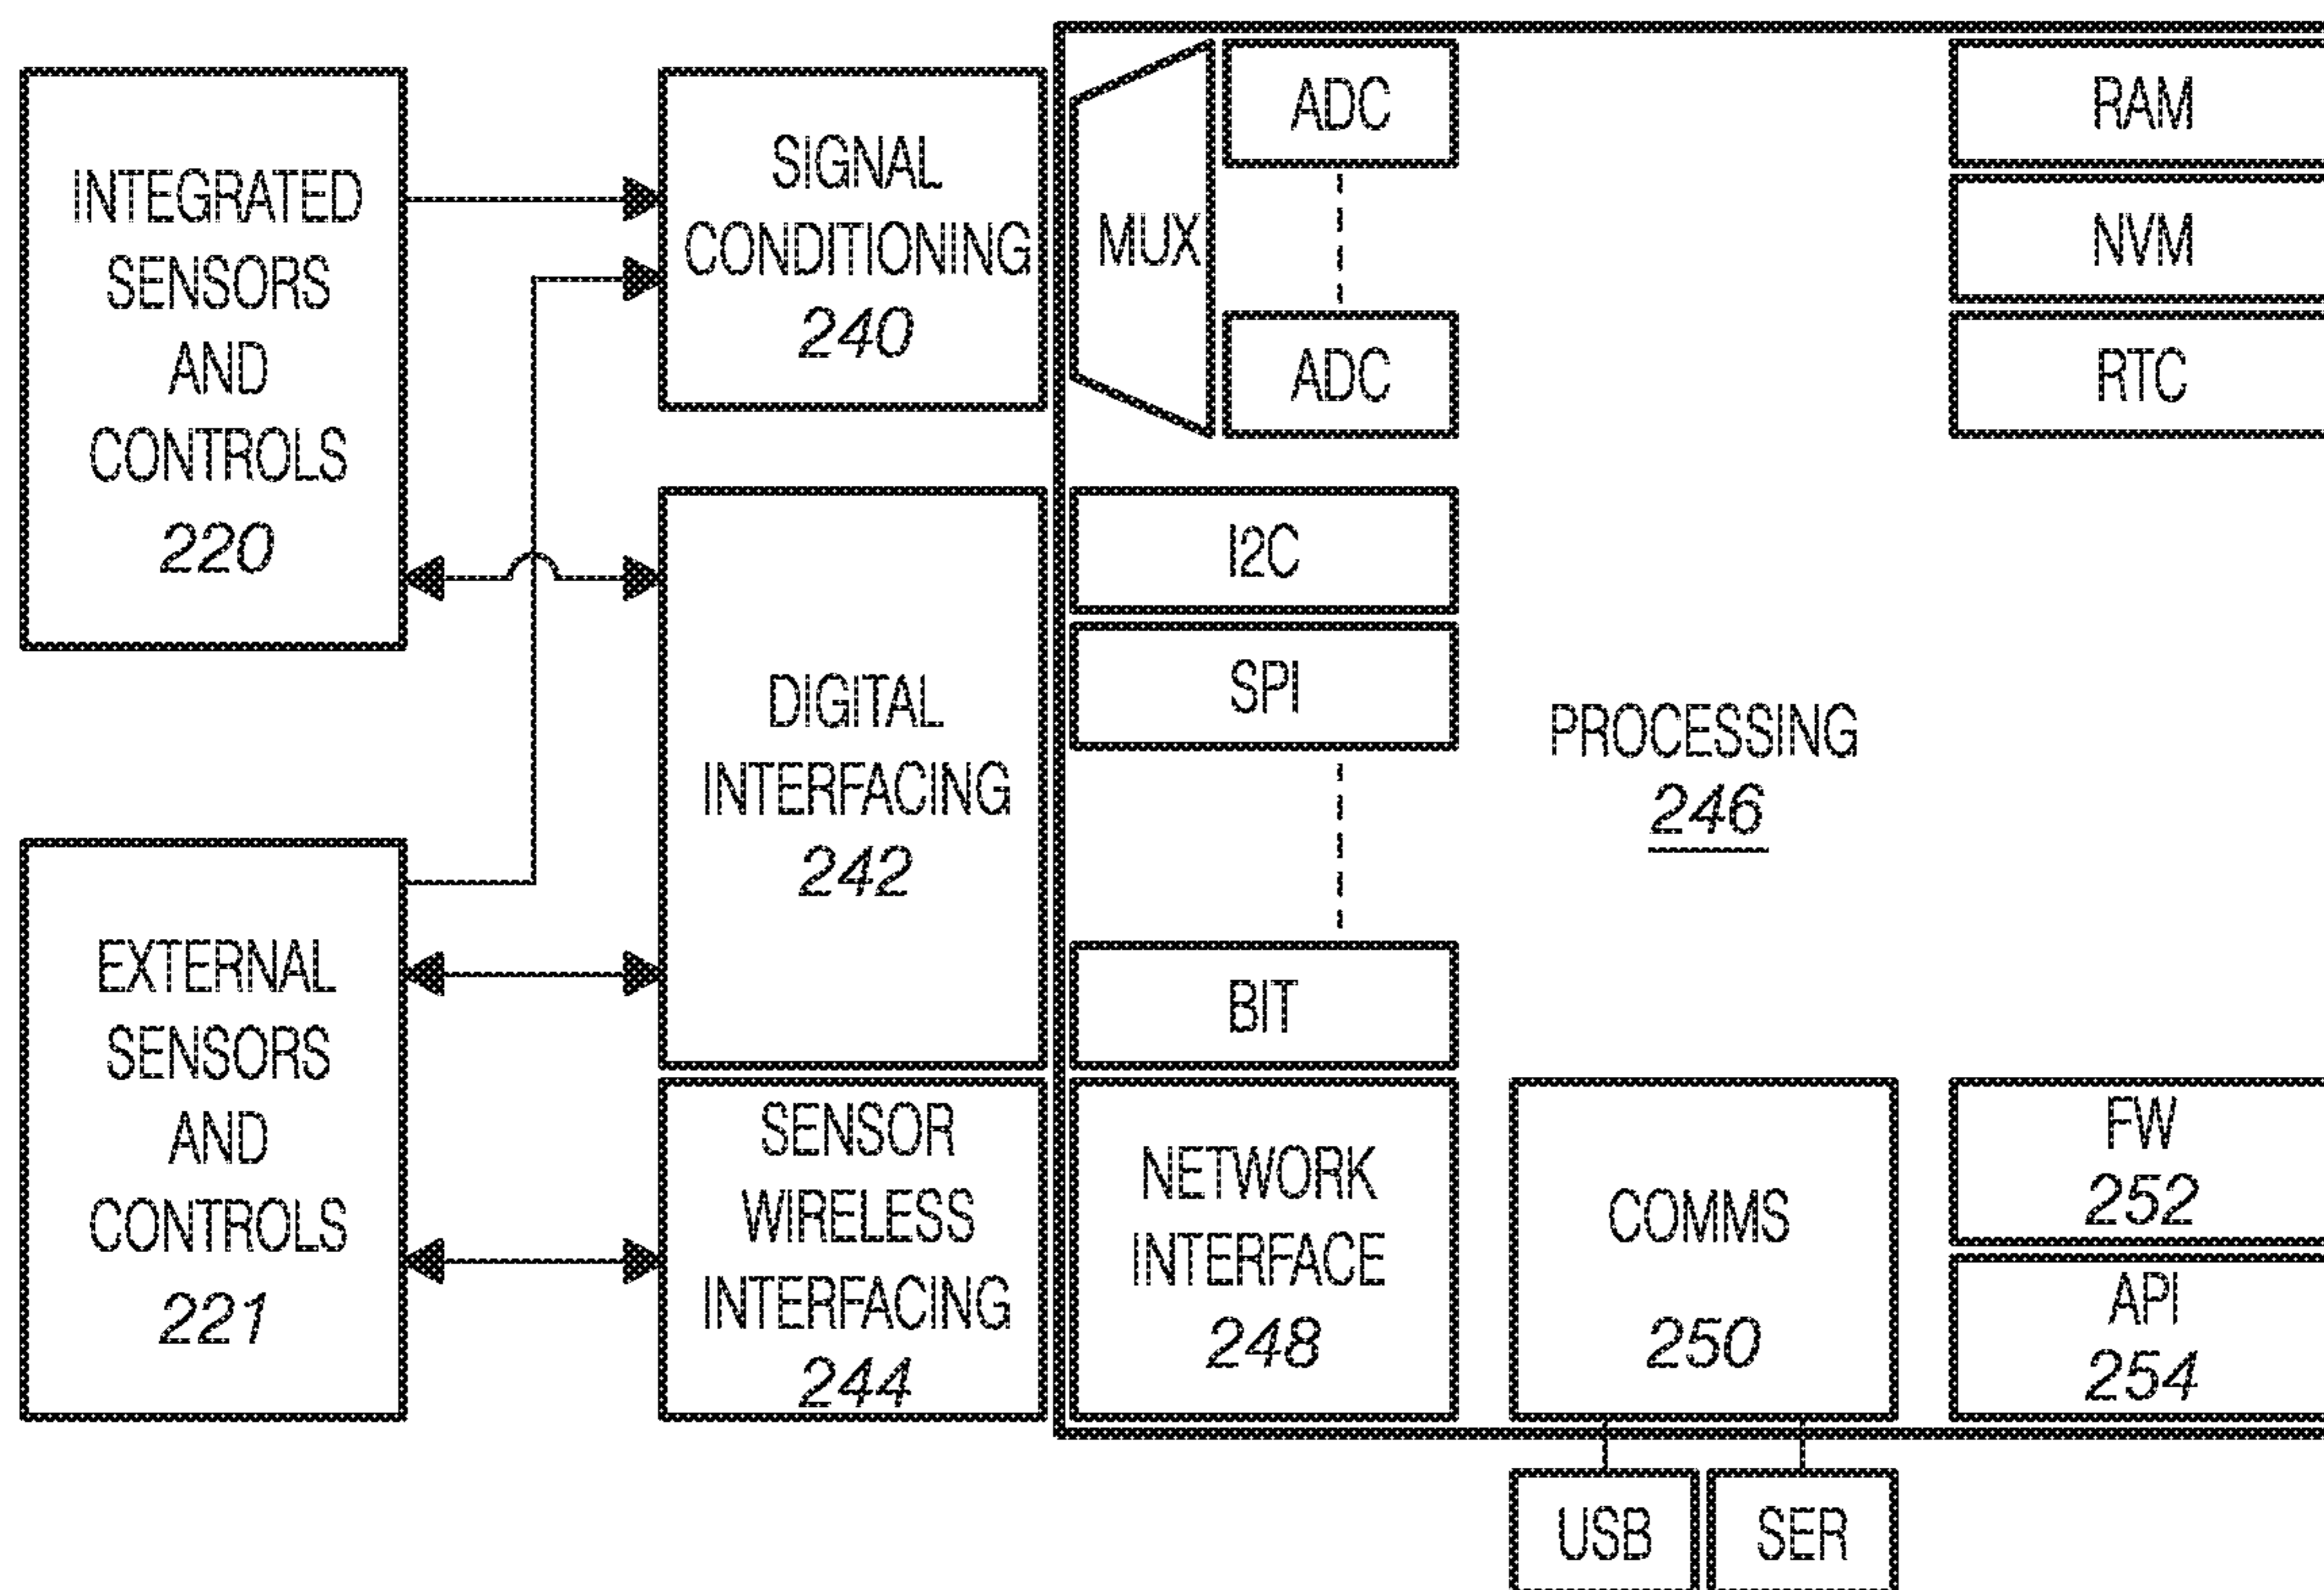 INTEGRATED
SENSORS
AND
CONTROLS
220
EXTERNAL
SENSORS
AND
CONTROLS
221
SIGNAL
CONDITIONING
240
DIGITAL
INTERFACING
242
SENSOR
WIRELESS
INTERFACING
244
MUX
ADC
ADC
I2C
SPI
BIT
NETWORK
INTERFACE
248
PROCESSING
246
COMMS
250
RAM
NVM
RTC
FW
252
API
254
USB
SER